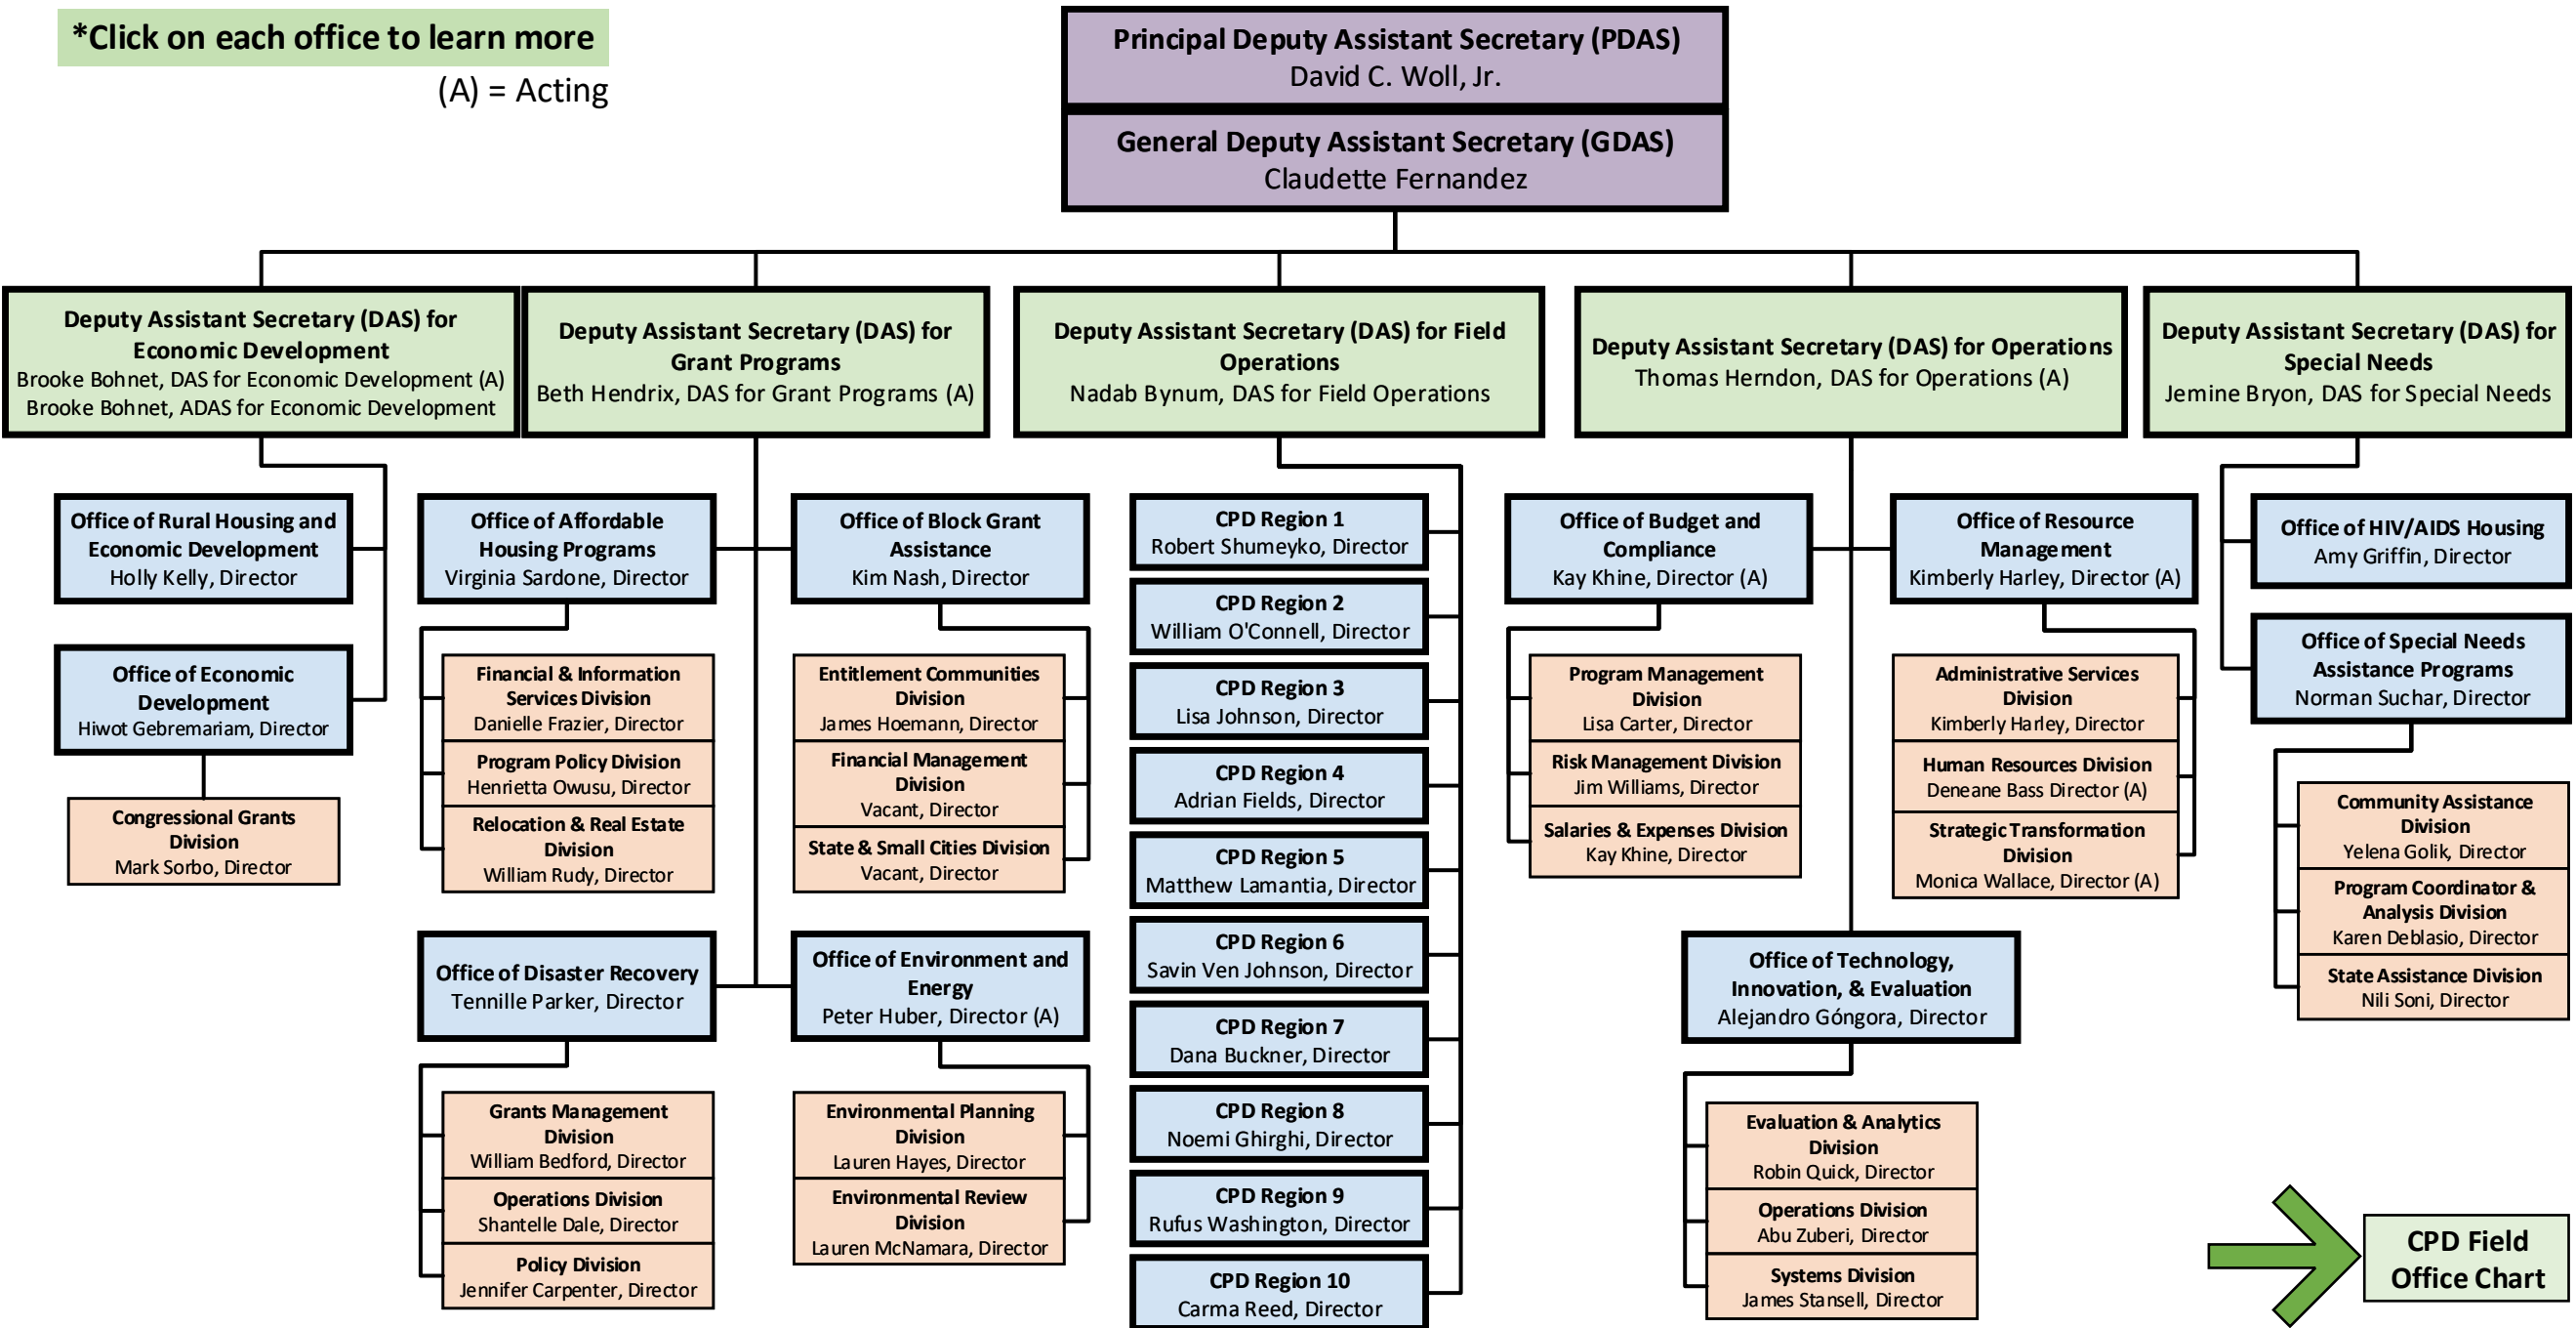 *Click on each office to learn more
(A) = Acting
Principal Deputy Assistant Secretary (PDAS)
David C. Woll, Jr.
General Deputy Assistant Secretary (GDAS)
Claudette Fernandez
Deputy Assistant Secretary (DAS) for
Economic Development
Brooke Bohnet, DAS for Economic Development (A)
Brooke Bohnet, ADAS for Economic Development
Deputy Assistant Secretary (DAS) for
Grant Programs
Beth Hendrix, DAS for Grant Programs (A)
Deputy Assistant Secretary (DAS) for Field
Operations
Nadab Bynum, DAS for Field Operations
Deputy Assistant Secretary (DAS) for Operations
Thomas Herndon, DAS for Operations (A)
Deputy Assistant Secretary (DAS) for
Special Needs
Jemine Bryon, DAS for Special Needs
Office of Rural Housing and
Economic Development
Holly Kelly, Director
Office of Economic
Development
Hiwot Gebremariam, Director
Congressional Grants
Division
Mark Sorbo, Director
Office of Affordable
Housing Programs
Virginia Sardone, Director
Financial & Information
Services Division
Danielle Frazier, Director
Program Policy Division
Henrietta Owusu, Director
Relocation & Real Estate
Division
William Rudy, Director
Office of Block Grant
Assistance
Kim Nash, Director
Entitlement Communities
Division
James Hoemann, Director
Financial Management
Division
Vacant, Director
State & Small Cities Division
Vacant, Director
Office of Disaster Recovery
Tennille Parker, Director
Grants Management
Division
William Bedford, Director
Operations Division
Shantelle Dale, Director
Policy Division
Jennifer Carpenter, Director
Office of Environment and
Energy
Peter Huber, Director (A)
Environmental Planning
Division
Lauren Hayes, Director
Environmental Review
Division
Lauren McNamara, Director
CPD Region 1
Robert Shumeyko, Director
CPD Region 2
William O'Connell, Director
CPD Region 3
Lisa Johnson, Director
CPD Region 4
Adrian Fields, Director
CPD Region 5
Matthew Lamantia, Director
CPD Region 6
Savin Ven Johnson, Director
CPD Region 7
Dana Buckner, Director
CPD Region 8
Noemi Ghirghi, Director
CPD Region 9
Rufus Washington, Director
CPD Region 10
Carma Reed, Director
Office of Budget and
Compliance
Kay Khine, Director (A)
Program Management
Division
Lisa Carter, Director
Risk Management Division
Jim Williams, Director
Salaries & Expenses Division
Kay Khine, Director
Office of Resource
Management
Kimberly Harley, Director (A)
Administrative Services
Division
Kimberly Harley, Director
Human Resources Division
Deneane Bass Director (A)
Strategic Transformation
Division
Monica Wallace, Director (A)
Office of Technology,
Innovation, & Evaluation
Alejandro Góngora, Director
Evaluation & Analytics
Division
Robin Quick, Director
Operations Division
Abu Zuberi, Director
Systems Division
James Stansell, Director
Office of HIV/AIDS Housing
Amy Griffin, Director
Office of Special Needs
Assistance Programs
Norman Suchar, Director
Community Assistance
Division
Yelena Golik, Director
Program Coordinator &
Analysis Division
Karen Deblasio, Director
State Assistance Division
Nili Soni, Director
CPD Field
Office Chart